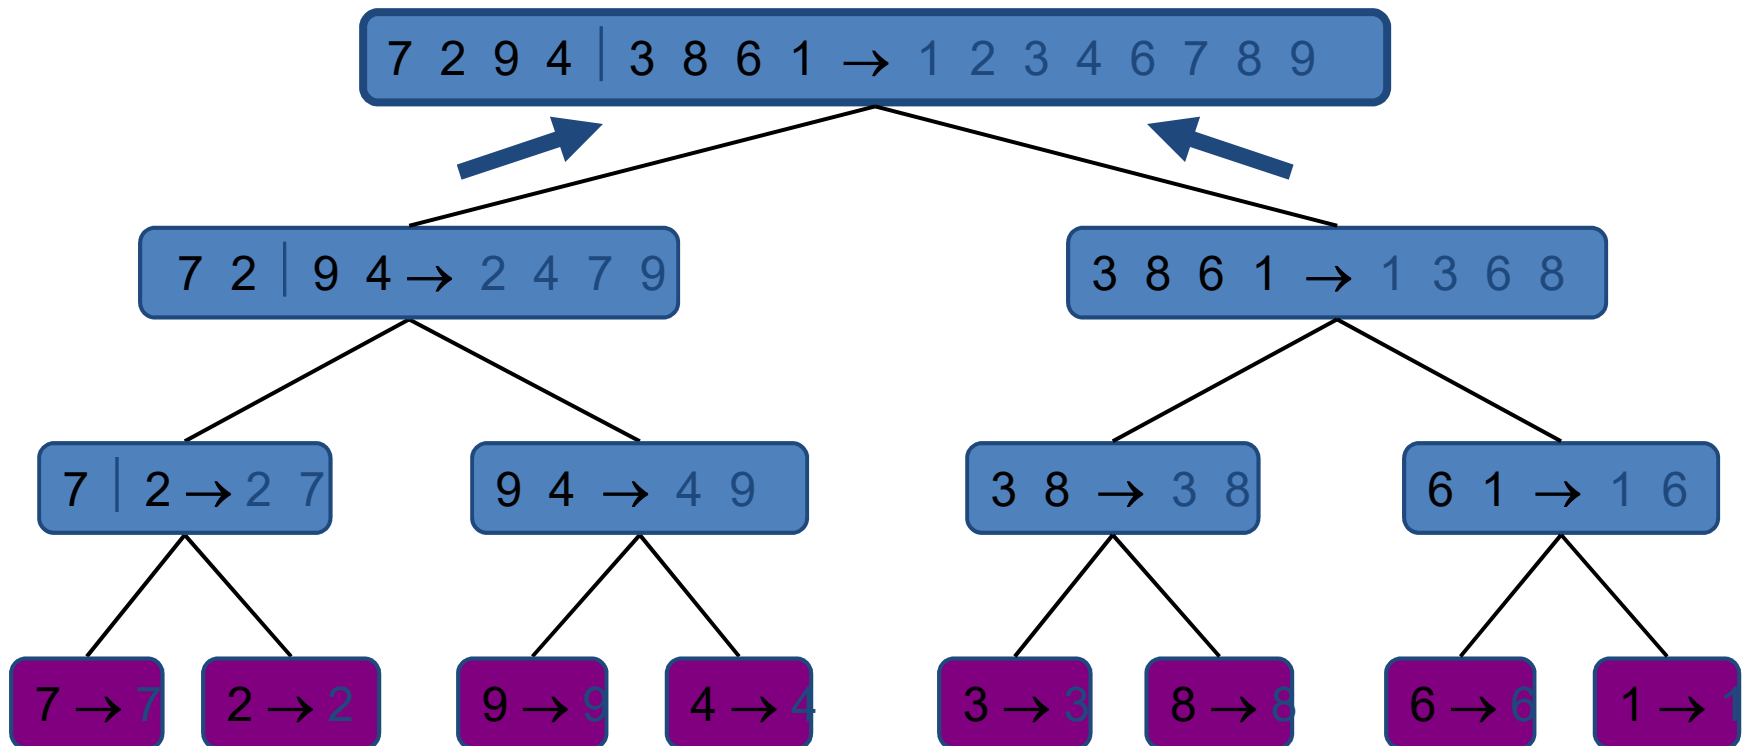 7 2 9 4 | 3 8 6 1 → 1 2 3 4 6 7 8 9
7 2 | 9 4 → 2 4 7 9
3 8 6 1 → 1 3 6 8
7 | 2 → 2 7
9 4 → 4 9
3 8 → 3 8
6 1 → 1 6
7 → 7
2 → 2
9 → 9
4 → 4
3 → 3
8 → 8
6 → 6
1 → 1